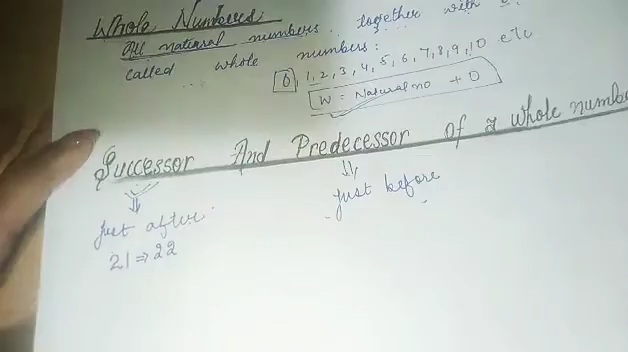 Whole Numbers:
All natural numbers together with
called whole numbers:
0, 1, 2, 3, 4, 5, 6, 7, 8, 9, 10 etc
W = Natural no + 0
Successor And Predecessor of a whole number
just after
just before
21 ⇒ 22